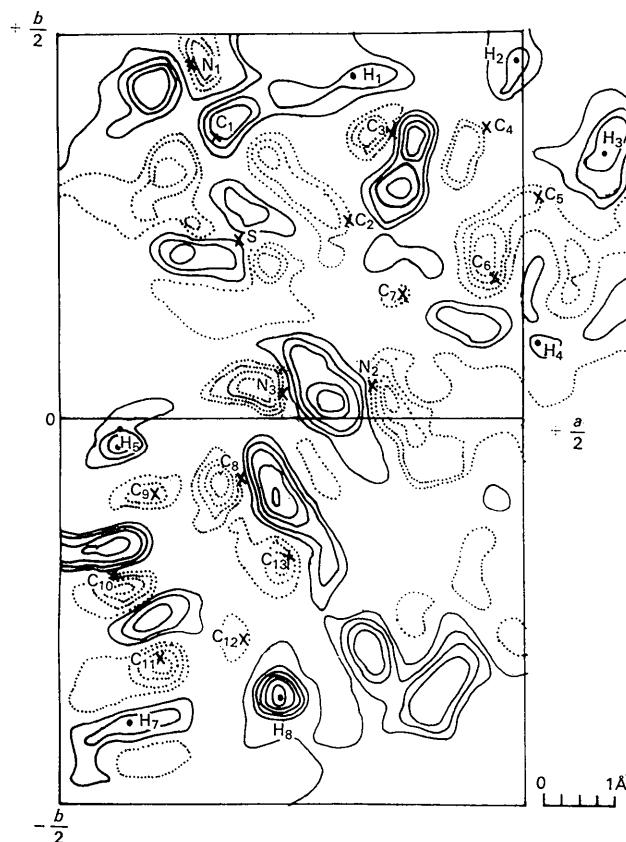 + b/2
N1
H1
H2
C1
C3
C4
H3
C2
C5
S
C6
C7
H4
N2
N3
0
+ a/2
H5
C8
C9
C13
C10
C12
C11
H7
H8
0 1Å
− b/2